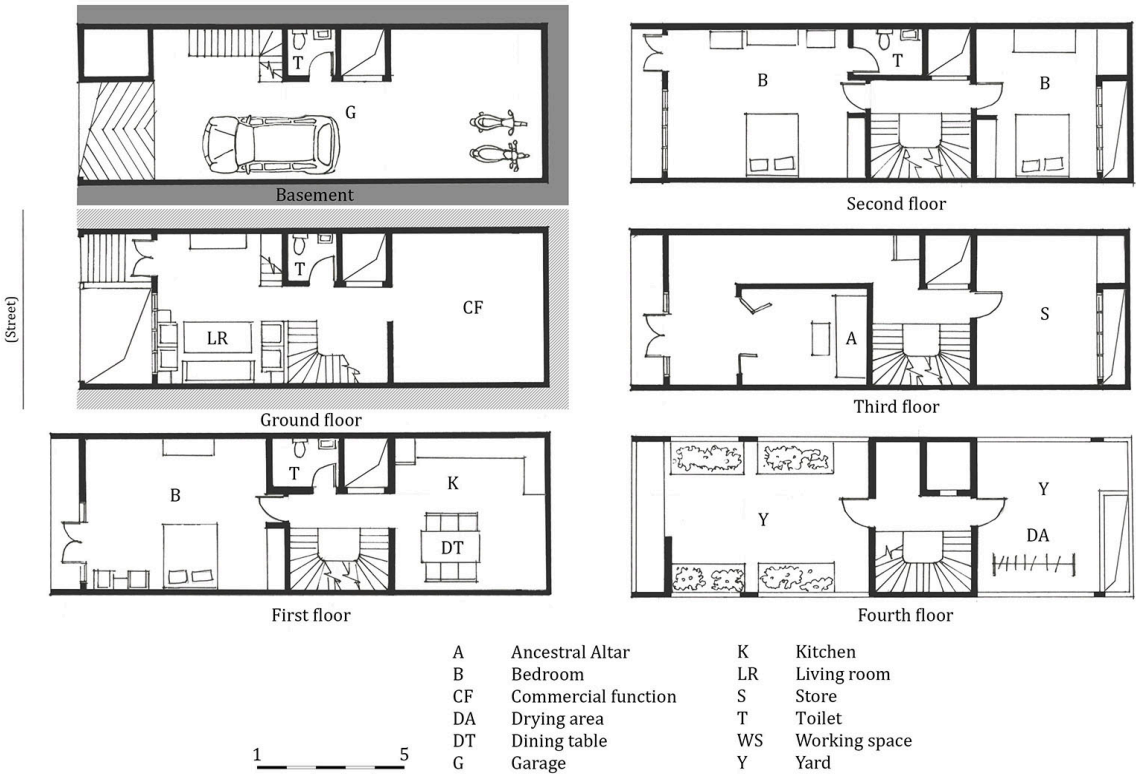 T
G
Basement
B
T
B
Second floor
(Street)
T
LR
CF
Ground floor
A
S
Third floor
B
T
K
DT
First floor
Y
Y
DA
Fourth floor
A Ancestral Altar
B Bedroom
CF Commercial function
DA Drying area
DT Dining table
G Garage
K Kitchen
LR Living room
S Store
T Toilet
WS Working space
Y Yard
1 5